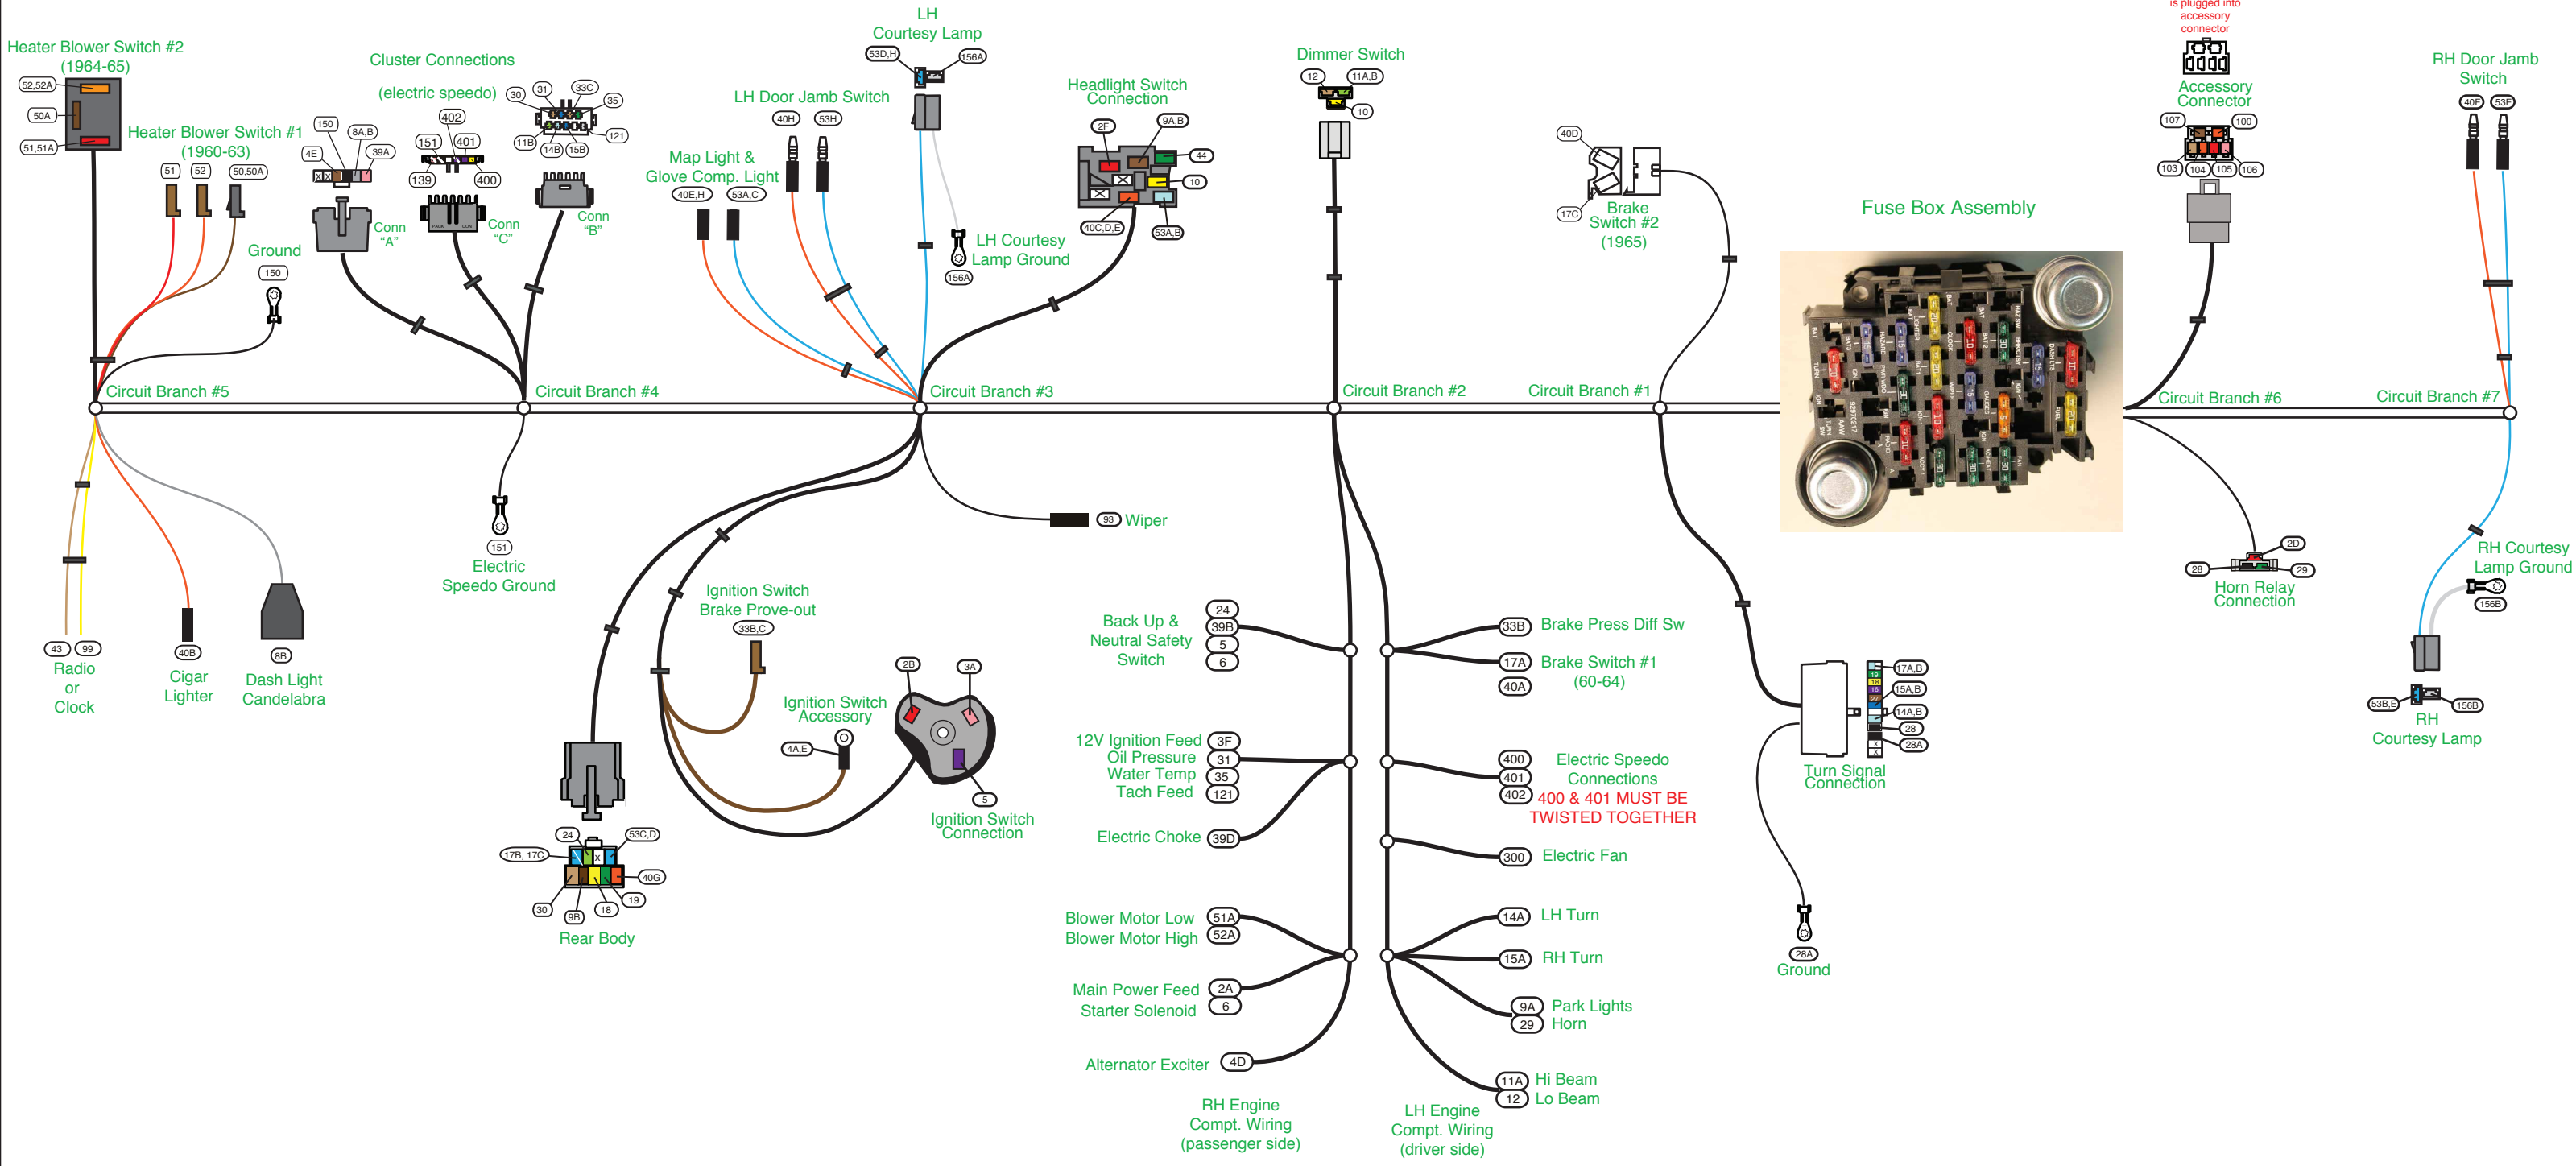 Heater Blower Switch #2
(1964-65)
52,52A
50A
51,51A
Heater Blower Switch #1
(1960-63)
51
52
50,50A
Ground
150
Cluster Connections
(electric speedo)
150
8A,B
4E
39A
X
X
Conn
"A"
402
151
401
139
400
Conn
"C"
30
31
33C
35
11B
14B
15B
121
Conn
"B"
LH
Courtesy Lamp
53D,H
156A
LH Door Jamb Switch
40H
53H
Map Light &
Glove Comp. Light
40E,H
53A,C
LH Courtesy
Lamp Ground
156A
Headlight Switch
Connection
2F
9A,B
44
10
40C,D,E
53A,B
Dimmer Switch
12
11A,B
10
40D
17C
Brake
Switch #2
(1965)
Fuse Box Assembly
is plugged into
accessory
connector
Accessory
Connector
107
100
103
104
105
106
RH Door Jamb
Switch
40F
53E
Circuit Branch #5
Circuit Branch #4
Circuit Branch #3
Circuit Branch #2
Circuit Branch #1
Circuit Branch #6
Circuit Branch #7
43
99
Radio
or
Clock
40B
Cigar
Lighter
8B
Dash Light
Candelabra
151
Electric
Speedo Ground
93
Wiper
Ignition Switch
Brake Prove-out
33B,C
Ignition Switch
Accessory
4A,E
2B
3A
5
Ignition Switch
Connection
24
53C,D
17B, 17C
X
40G
30
9B
18
19
Rear Body
Back Up &
Neutral Safety
Switch
24
39B
5
6
12V Ignition Feed
3F
Oil Pressure
31
Water Temp
35
Tach Feed
121
Electric Choke
39D
Blower Motor Low
51A
Blower Motor High
52A
Main Power Feed
2A
Starter Solenoid
6
Alternator Exciter
4D
RH Engine
Compt. Wiring
(passenger side)
33B
Brake Press Diff Sw
17A
Brake Switch #1
40A
(60-64)
400
401
402
Electric Speedo
Connections
400 & 401 MUST BE
TWISTED TOGETHER
300
Electric Fan
14A
LH Turn
15A
RH Turn
9A
Park Lights
29
Horn
11A
Hi Beam
12
Lo Beam
LH Engine
Compt. Wiring
(driver side)
17A,B
19
18
16
27
15A,B
14A,B
28
28A
X
X
Turn Signal
Connection
28A
Ground
2D
28
29
Horn Relay
Connection
RH Courtesy
Lamp Ground
156B
53B,E
156B
RH
Courtesy Lamp